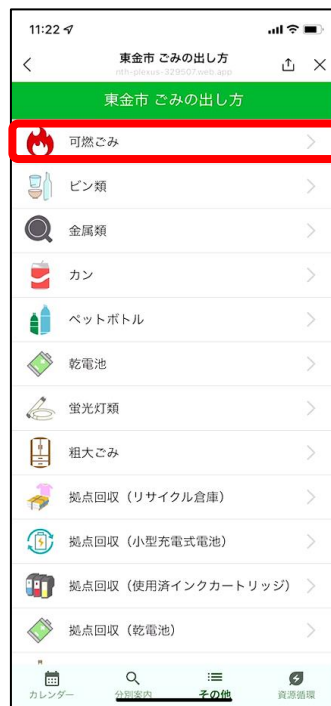 11:22
東金市 ごみの出し方
nth-plexus-329507.web.app
東金市 ごみの出し方
可燃ごみ
ビン類
金属類
カン
ペットボトル
乾電池
蛍光灯類
粗大ごみ
拠点回収（リサイクル倉庫）
拠点回収（小型充電式電池）
拠点回収（使用済インクカートリッジ）
拠点回収（乾電池）
カレンダー
分別案内
その他
資源循環